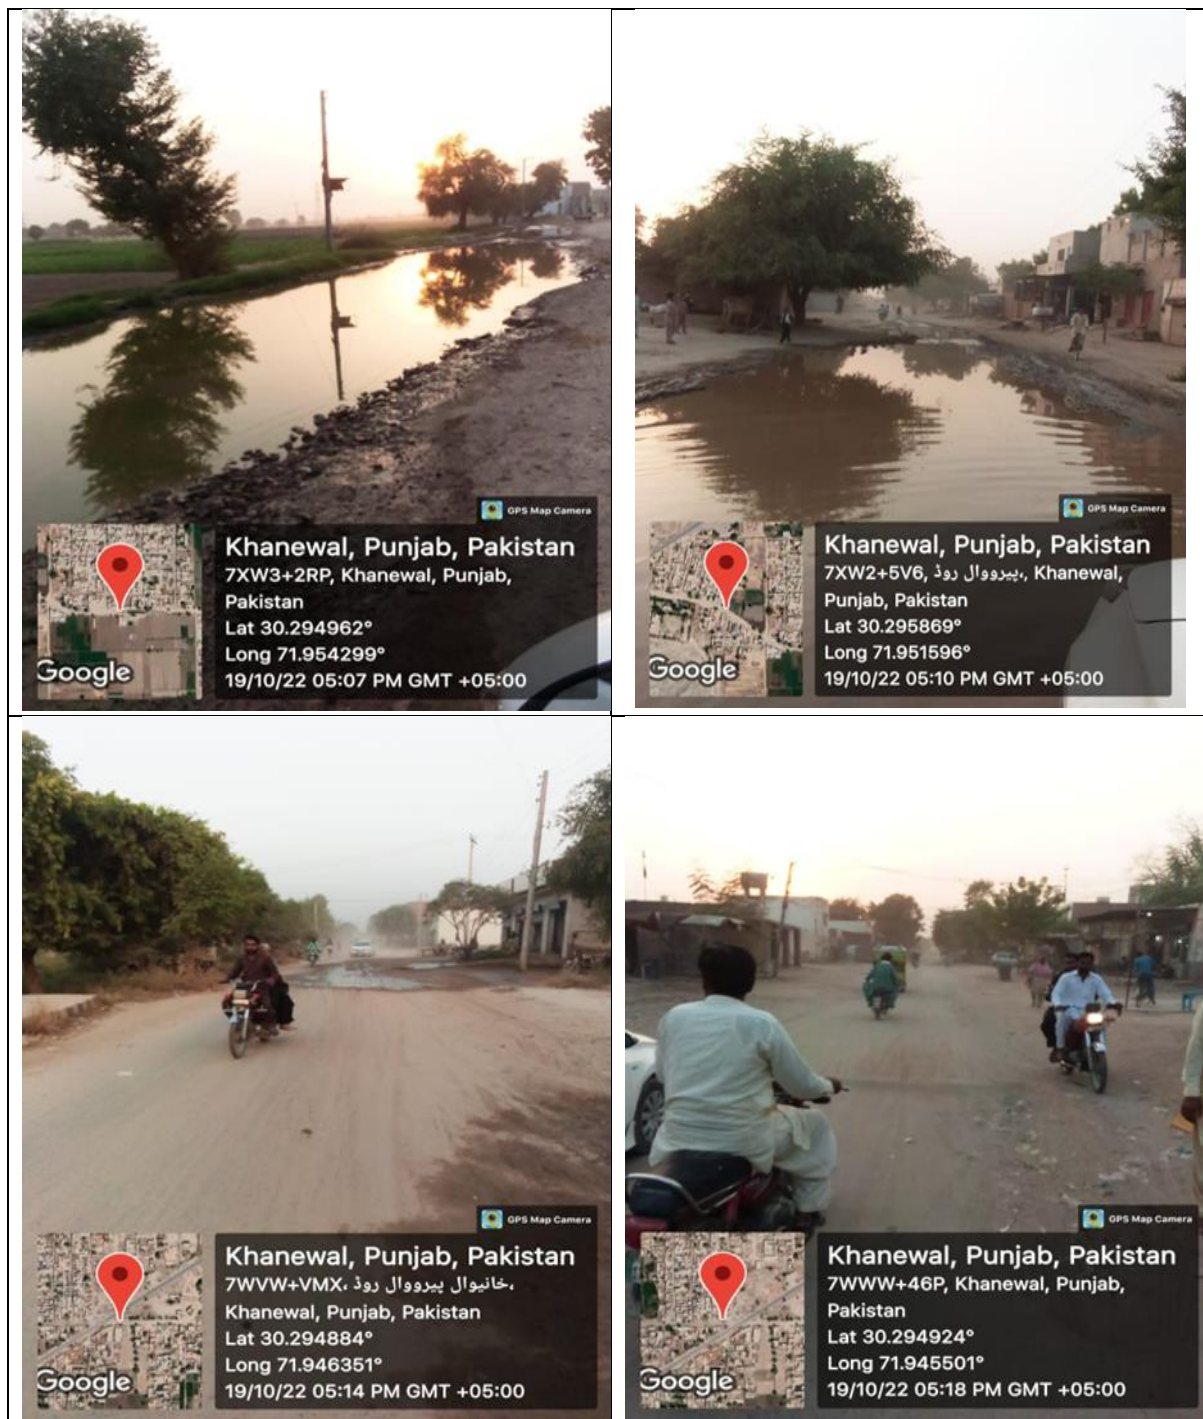 GPS Map Camera
Khanewal, Punjab, Pakistan
7XW3+2RP, Khanewal, Punjab,
Pakistan
Lat 30.294962°
Long 71.954299°
19/10/22 05:07 PM GMT +05:00
Google
GPS Map Camera
Khanewal, Punjab, Pakistan
7XW2+5V6, پیرووال روڈ،, Khanewal,
Punjab, Pakistan
Lat 30.295869°
Long 71.951596°
19/10/22 05:10 PM GMT +05:00
Google
GPS Map Camera
Khanewal, Punjab, Pakistan
7WVW+VMX، خانیوال پیرووال روڈ،
Khanewal, Punjab, Pakistan
Lat 30.294884°
Long 71.946351°
19/10/22 05:14 PM GMT +05:00
Google
GPS Map Camera
Khanewal, Punjab, Pakistan
7WWW+46P, Khanewal, Punjab,
Pakistan
Lat 30.294924°
Long 71.945501°
19/10/22 05:18 PM GMT +05:00
Google